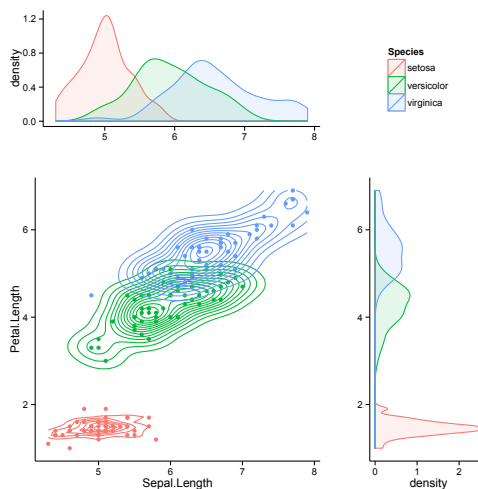 1.2
0.8
0.4
0.0
density
5
6
7
8
Species
setosa
versicolor
virginica
6
4
2
Petal.Length
5
6
7
8
Sepal.Length
6
4
2
0
1
2
density